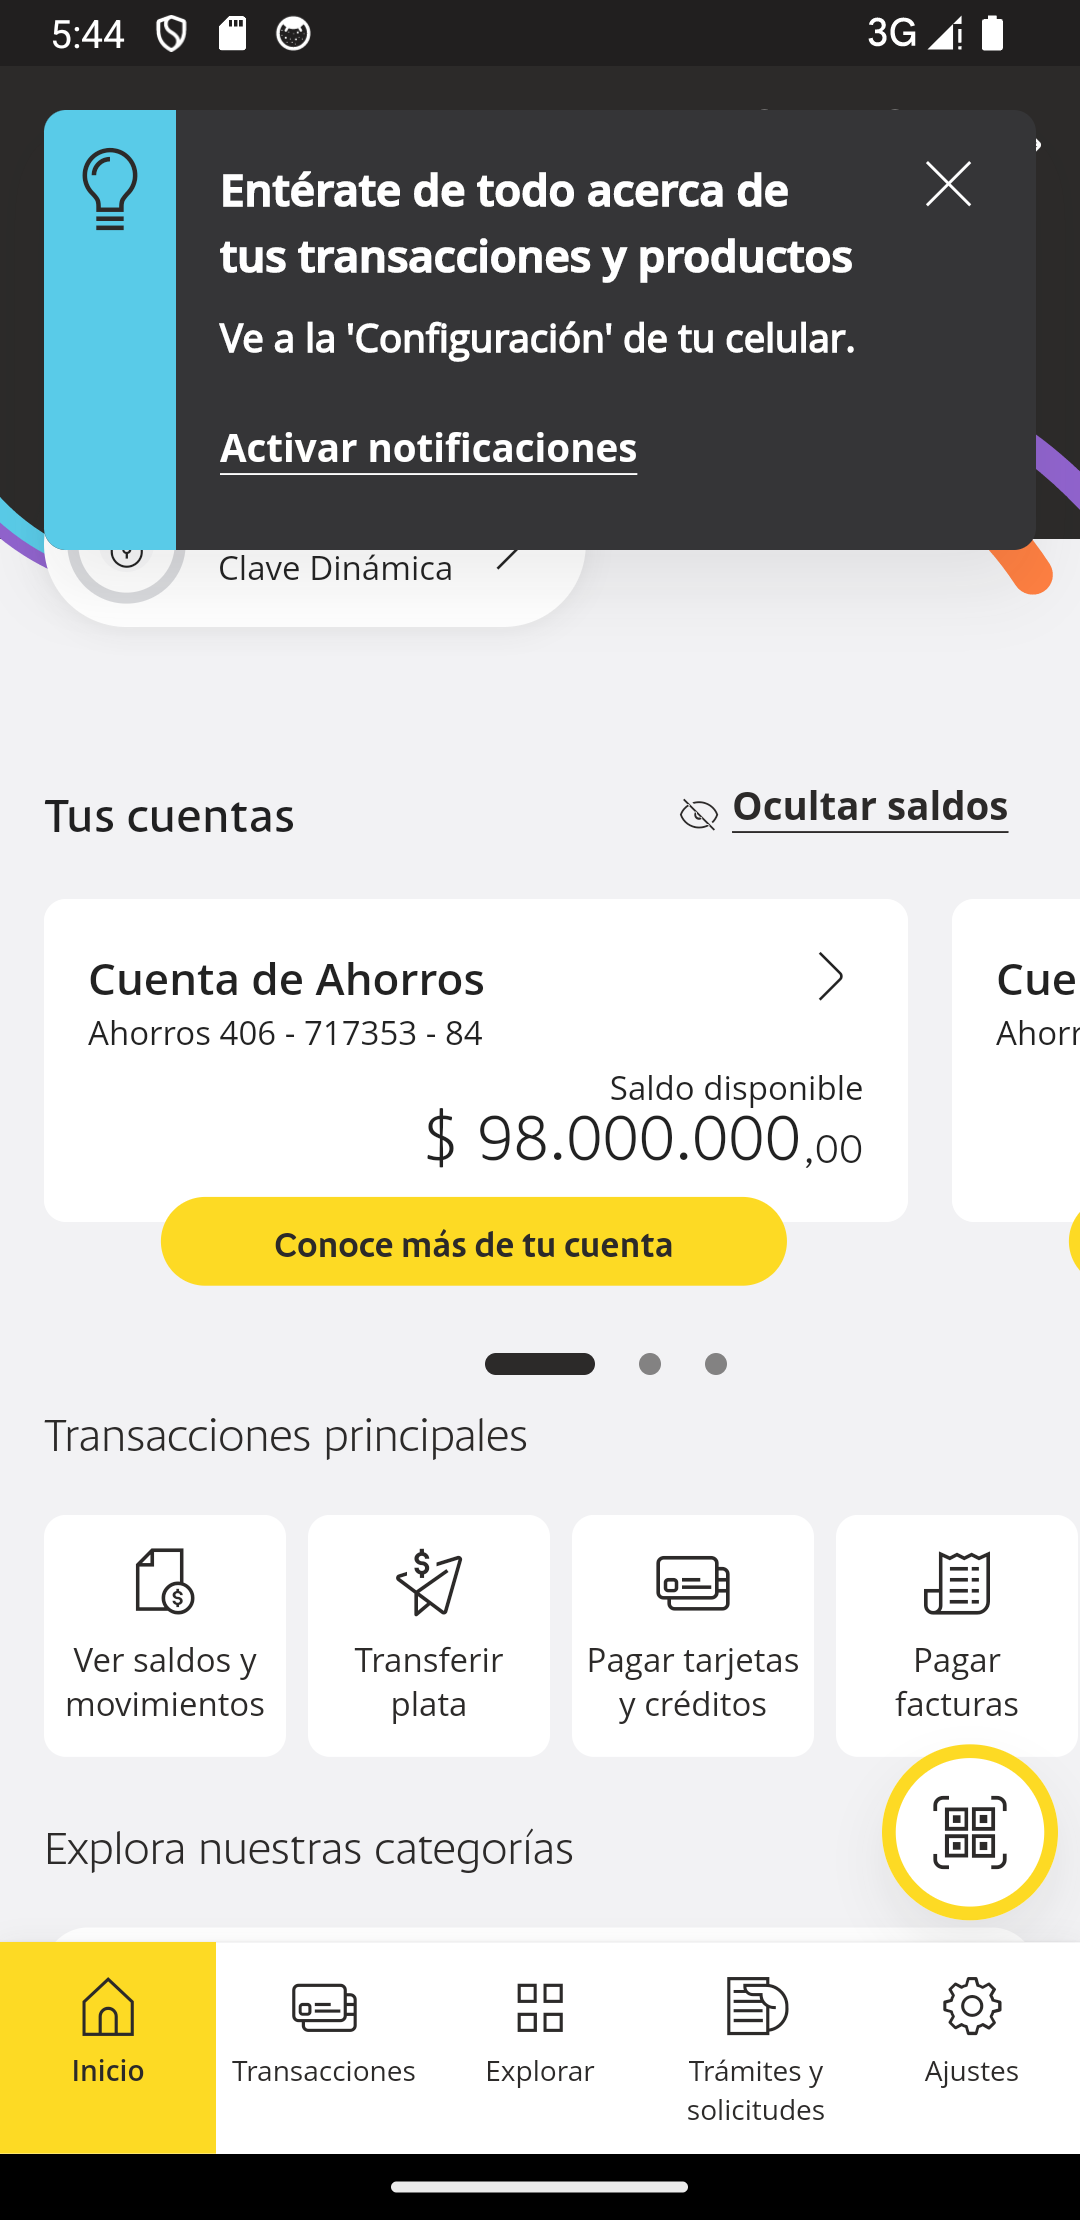 5:44
3G
Entérate de todo acerca de
tus transacciones y productos
Ve a la 'Configuración' de tu celular.
Activar notificaciones
Clave Dinámica
Tus cuentas
Ocultar saldos
Cuenta de Ahorros
Ahorros 406 - 717353 - 84
Saldo disponible
$ 98.000.000,00
Cue
Ahorr
Conoce más de tu cuenta
Transacciones principales
Ver saldos y
movimientos
Transferir
plata
Pagar tarjetas
y créditos
Pagar
facturas
Explora nuestras categorías
Inicio
Transacciones
Explorar
Trámites y
solicitudes
Ajustes